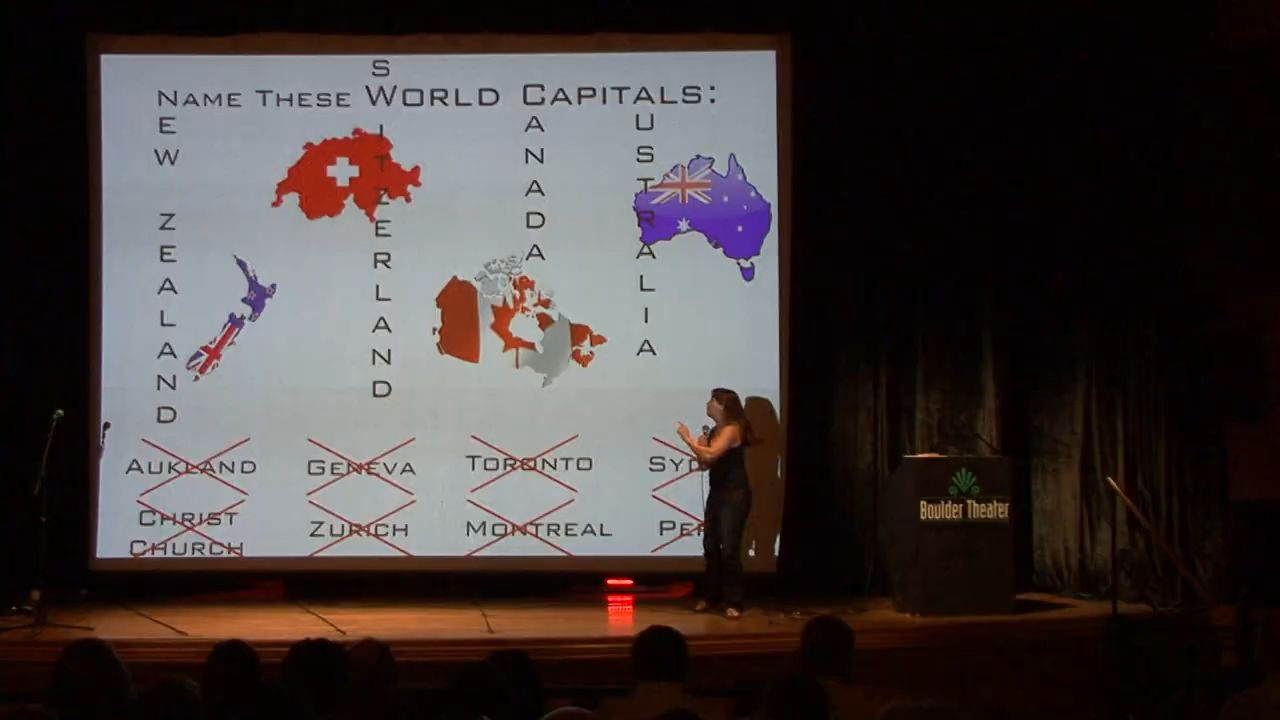 NAME THESE WORLD CAPITALS:
NEW ZEALAND
SWITZERLAND
CANADA
AUSTRALIA
AUKLAND
GENEVA
TORONTO
CHRIST CHURCH
ZURICH
MONTREAL
Boulder Theater